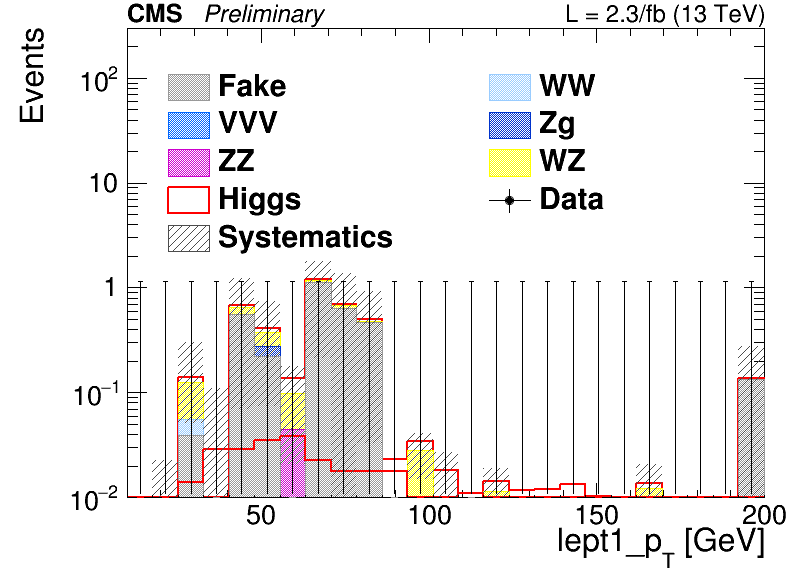 CMS Preliminary L = 2.3/fb (13 TeV)
Events
Fake WW
VVV Zg
ZZ WZ
Higgs Data
Systematics
10²
10
1
10⁻¹
10⁻²
50 100 150 200
lept1_p_T [GeV]